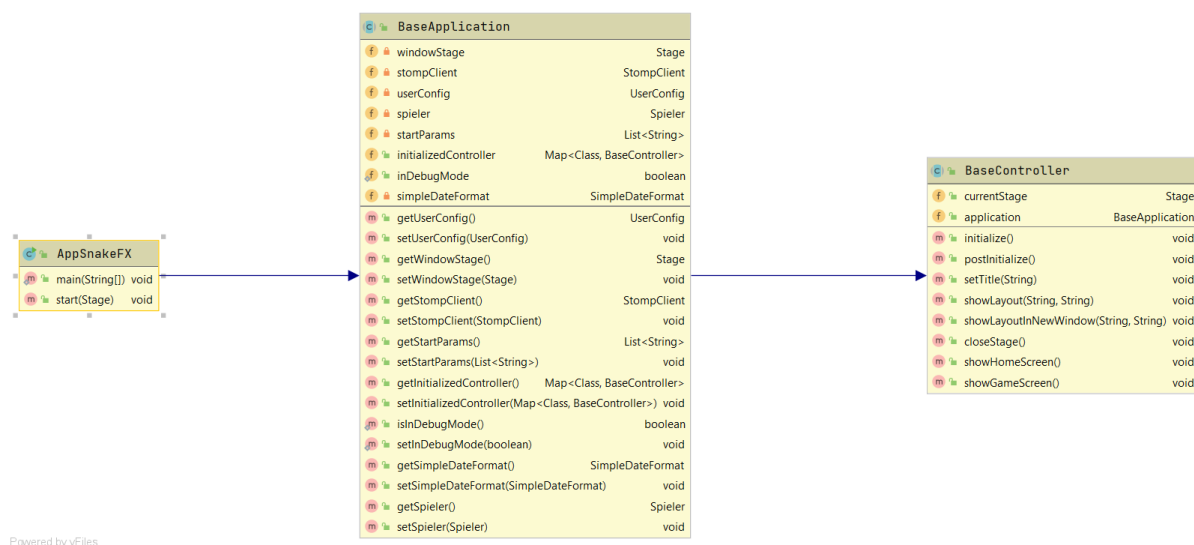 AppSnakeFX
main(String[]) void
start(Stage) void
BaseApplication
windowStage Stage
stompClient StompClient
userConfig UserConfig
spieler Spieler
startParams List<String>
initializedController Map<Class, BaseController>
inDebugMode boolean
simpleDateFormat SimpleDateFormat
getUserConfig() UserConfig
setUserConfig(UserConfig) void
getWindowStage() Stage
setWindowStage(Stage) void
getStompClient() StompClient
setStompClient(StompClient) void
getStartParams() List<String>
setStartParams(List<String>) void
getInitializedController() Map<Class, BaseController>
setInitializedController(Map<Class, BaseController>) void
isInDebugMode() boolean
setInDebugMode(boolean) void
getSimpleDateFormat() SimpleDateFormat
setSimpleDateFormat(SimpleDateFormat) void
getSpieler() Spieler
setSpieler(Spieler) void
BaseController
currentStage Stage
application BaseApplication
initialize() void
postInitialize() void
setTitle(String) void
showLayout(String, String) void
showLayoutInNewWindow(String, String) void
closeStage() void
showHomeScreen() void
showGameScreen() void
Powered by yFiles